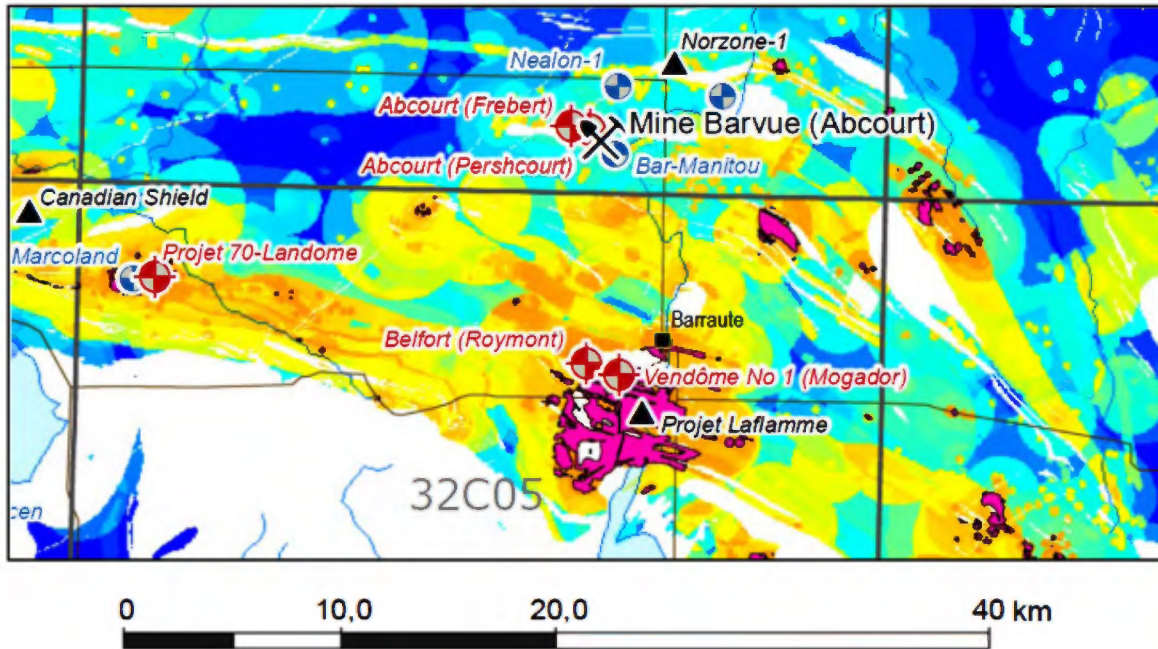 Norzone-1
Nealon-1
Abcourt (Frebert)
Mine Barvue (Abcourt)
Abcourt (Pershcourt)
Bar-Manitou
Canadian Shield
Marcoland
Projet 70-Landome
Barraute
Belfort (Roymont)
Vendôme No 1 (Mogador)
Projet Laflamme
32C05
cen
0 10,0 20,0 40 km